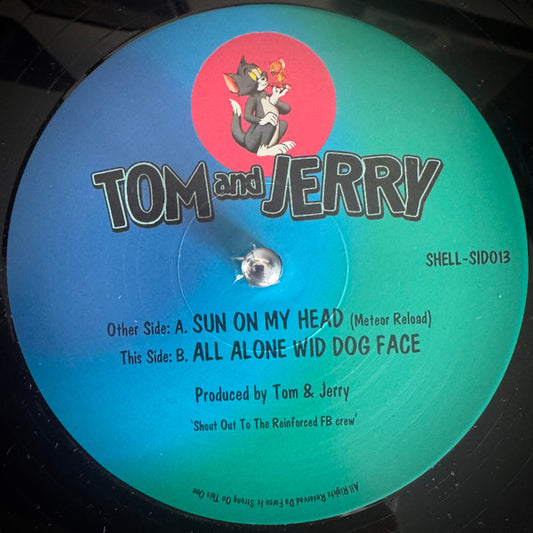 TOM and JERRY
SHELL-SID013
Other Side: A. SUN ON MY HEAD (Meteor Reload)
This Side: B. ALL ALONE WID DOG FACE
Produced by Tom & Jerry
'Shout Out To The Reinforced FB crew'
All Rights Reserved Da Forse Is Strong On This One